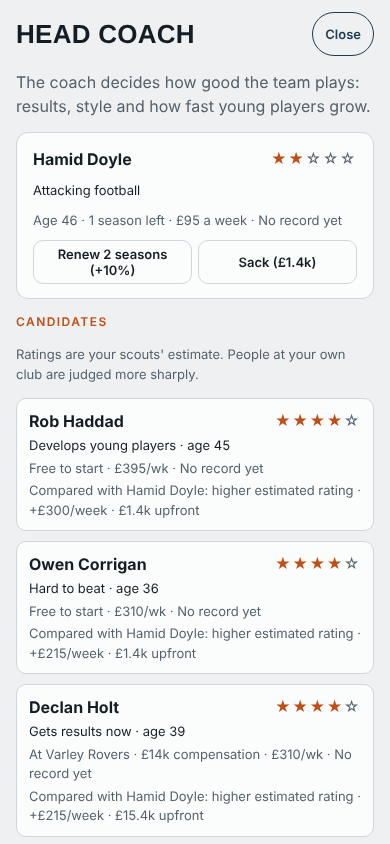 HEAD COACH
Close
The coach decides how good the team plays:
results, style and how fast young players grow.
Hamid Doyle ★★☆☆☆
Attacking football
Age 46 · 1 season left · £95 a week · No record yet
Renew 2 seasons
(+10%)
Sack (£1.4k)
CANDIDATES
Ratings are your scouts' estimate. People at your own
club are judged more sharply.
Rob Haddad ★★★★☆
Develops young players · age 45
Free to start · £395/wk · No record yet
Compared with Hamid Doyle: higher estimated rating ·
+£300/week · £1.4k upfront
Owen Corrigan ★★★★☆
Hard to beat · age 36
Free to start · £310/wk · No record yet
Compared with Hamid Doyle: higher estimated rating ·
+£215/week · £1.4k upfront
Declan Holt ★★★★☆
Gets results now · age 39
At Varley Rovers · £14k compensation · £310/wk · No
record yet
Compared with Hamid Doyle: higher estimated rating ·
+£215/week · £15.4k upfront